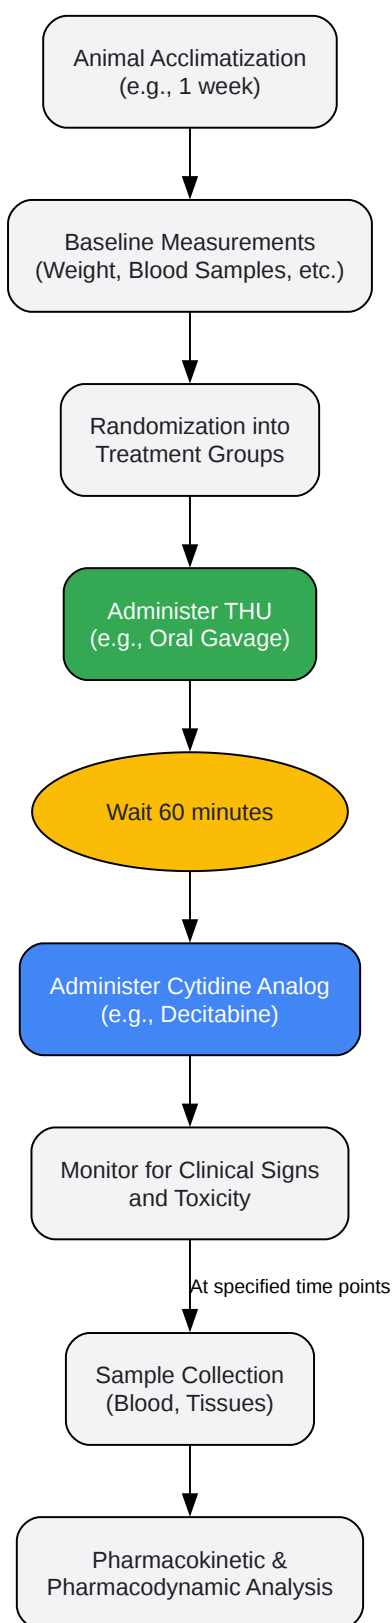 Animal Acclimatization
(e.g., 1 week)
Baseline Measurements
(Weight, Blood Samples, etc.)
Randomization into
Treatment Groups
Administer THU
(e.g., Oral Gavage)
Wait 60 minutes
Administer Cytidine Analog
(e.g., Decitabine)
Monitor for Clinical Signs
and Toxicity
At specified time points
Sample Collection
(Blood, Tissues)
Pharmacokinetic &
Pharmacodynamic Analysis